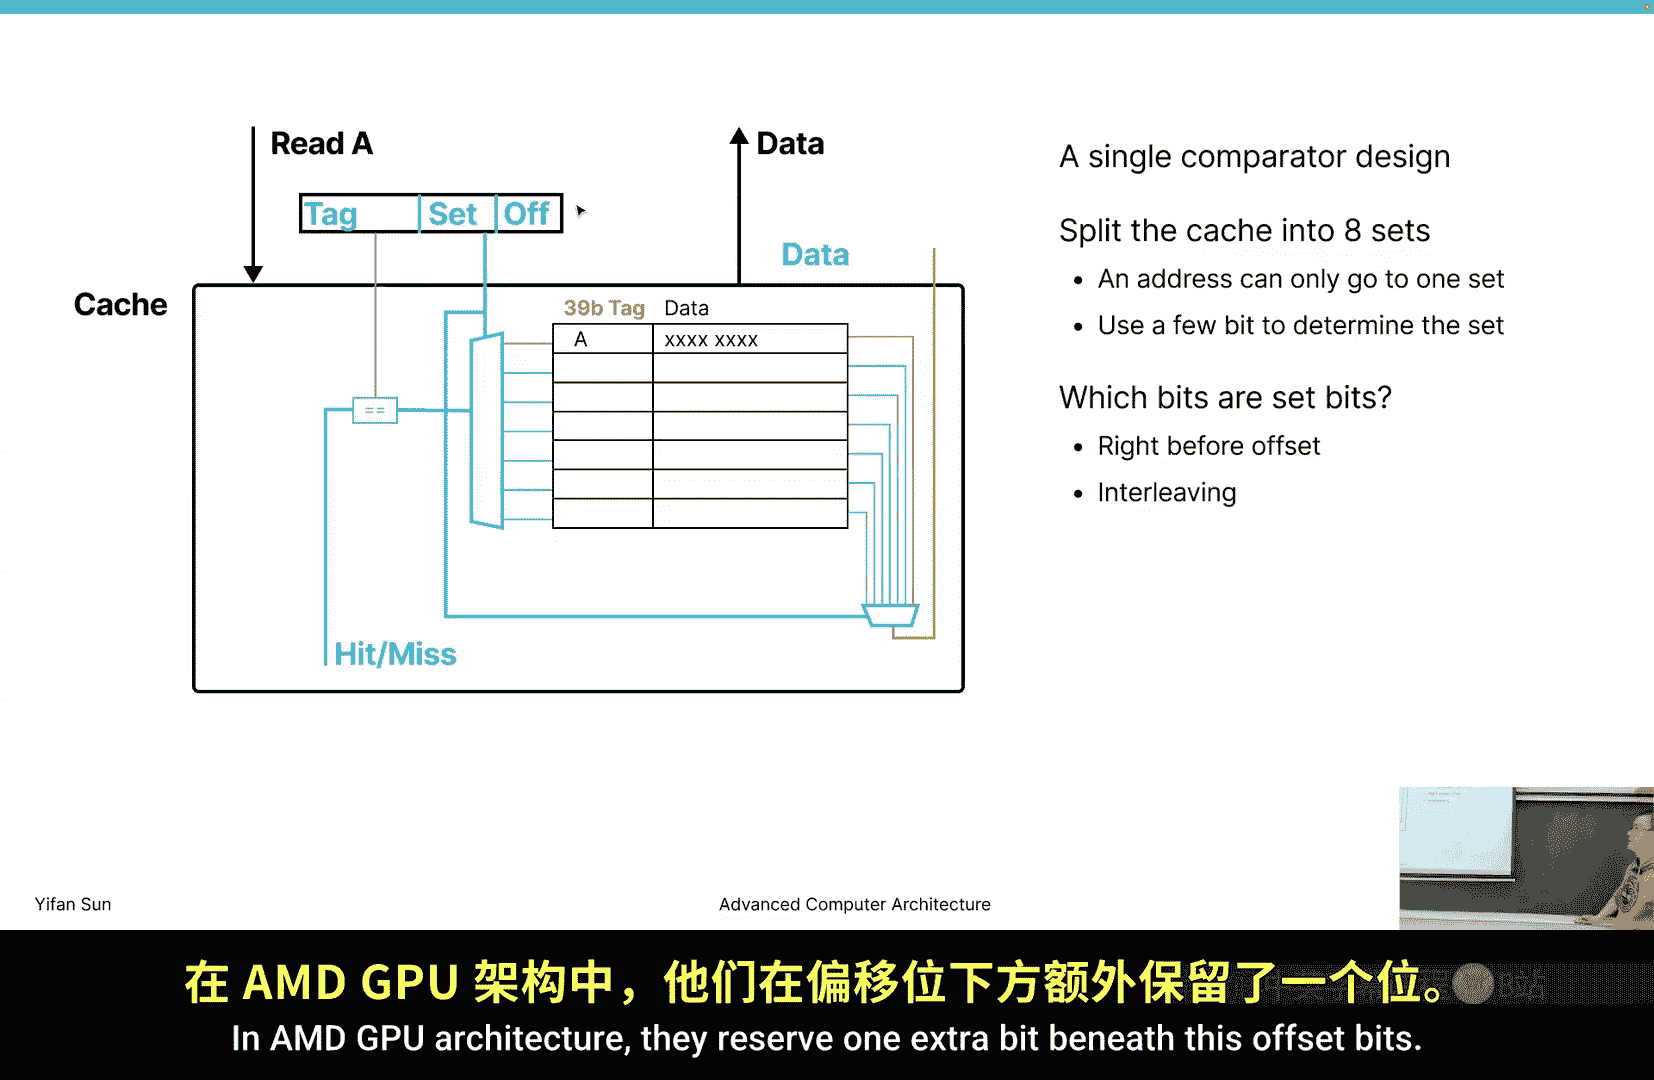 Read A
Data
Tag Set Off
Data
Cache
39b Tag Data
A xxxx xxxx
==
Hit/Miss
A single comparator design
Split the cache into 8 sets
• An address can only go to one set
• Use a few bit to determine the set
Which bits are set bits?
• Right before offset
• Interleaving
Yifan Sun
Advanced Computer Architecture
在 AMD GPU 架构中，他们在偏移位下方额外保留了一个位。
B站
In AMD GPU architecture, they reserve one extra bit beneath this offset bits.